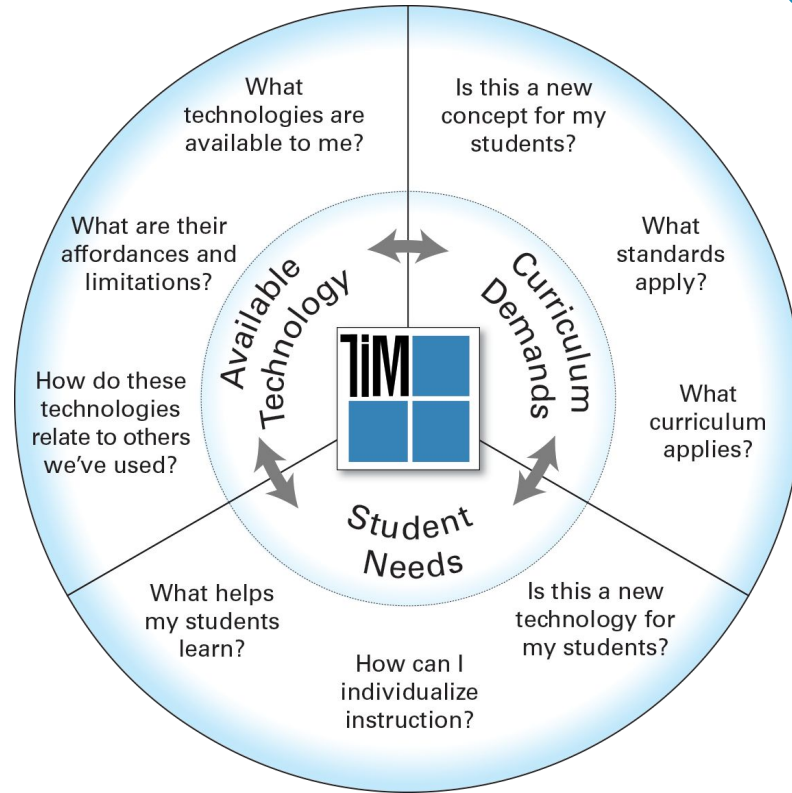 What
technologies are
available to me?
Is this a new
concept for my
students?
What are their
affordances and
limitations?
What
standards
apply?
How do these
technologies
relate to others
we've used?
What
curriculum
applies?
Available
Technology
Curriculum
Demands
TiM
Student
Needs
What helps
my students
learn?
How can I
individualize
instruction?
Is this a new
technology for
my students?